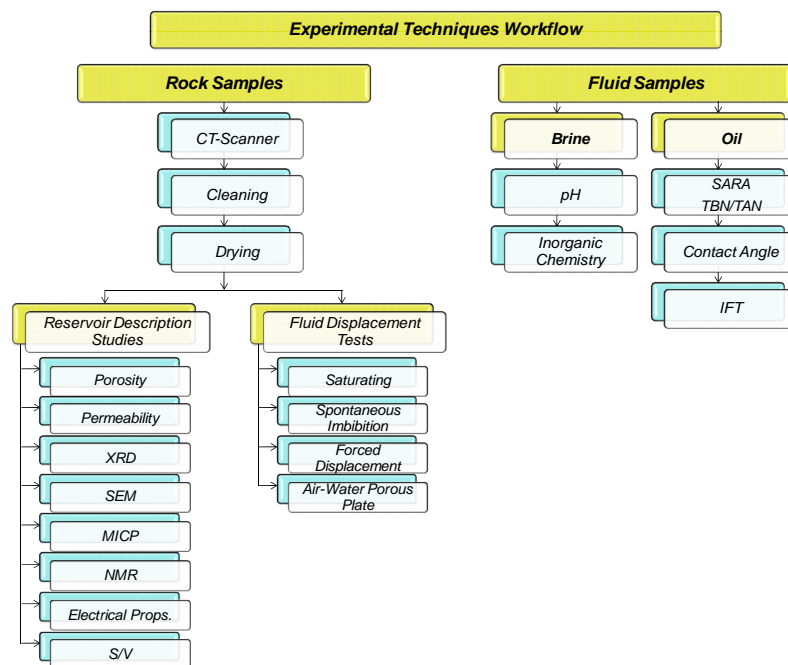 Experimental Techniques Workflow
Rock Samples
CT-Scanner
Cleaning
Drying
Reservoir Description
Studies
Porosity
Permeability
XRD
SEM
MICP
NMR
Electrical Props.
S/V
Fluid Displacement
Tests
Saturating
Spontaneous
Imbibition
Forced
Displacement
Air-Water Porous
Plate
Fluid Samples
Brine
pH
Inorganic
Chemistry
Oil
SARA
TBN/TAN
Contact Angle
IFT